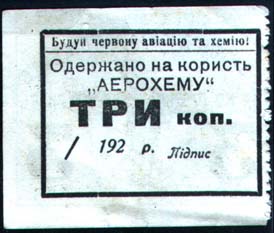 Будуй червону авіацію та хемію!
Одержано на користь
„АЕРОХЕМУ“
ТРИ коп.
/ 192 р. Підпис